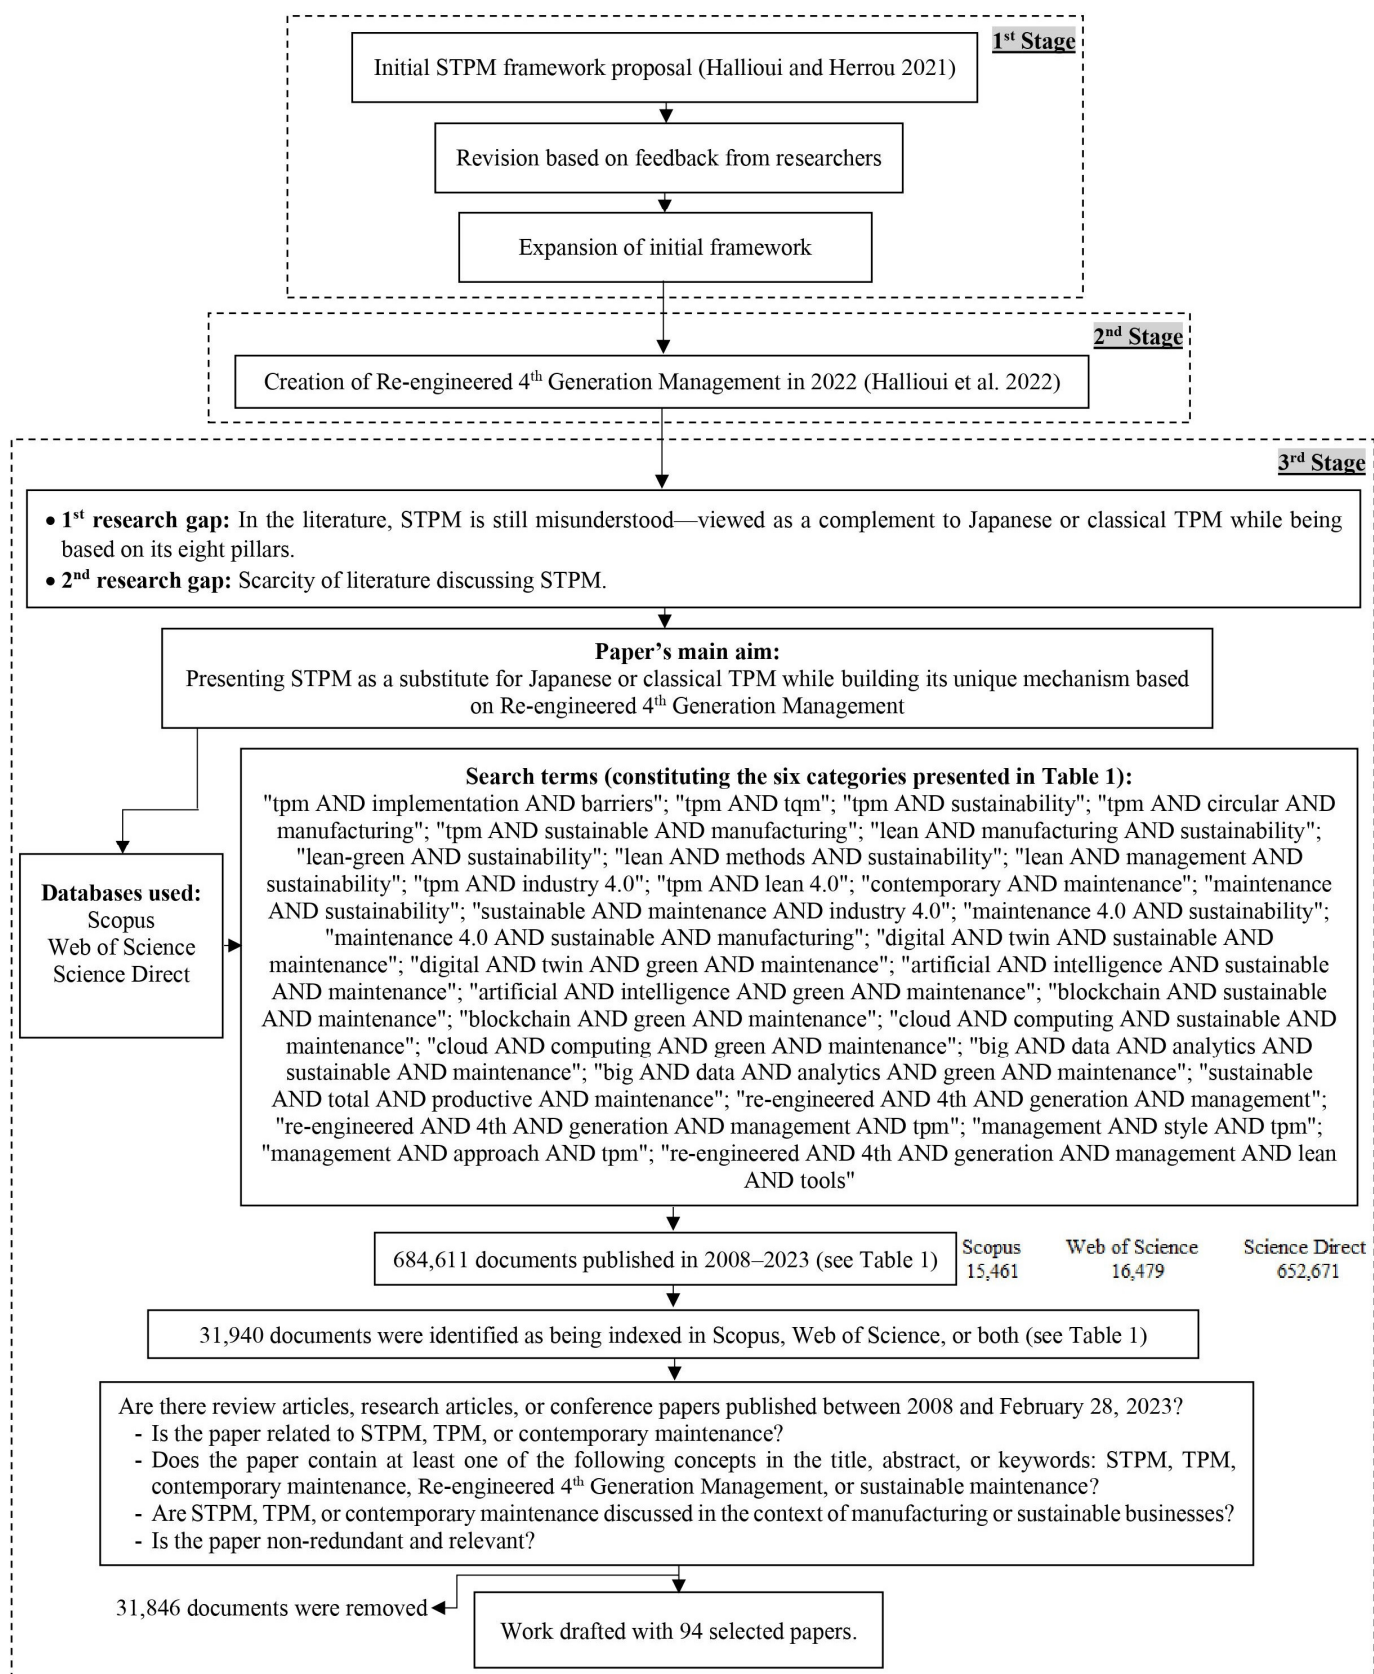 1st Stage
Initial STPM framework proposal (Hallioui and Herrou 2021)
Revision based on feedback from researchers
Expansion of initial framework
2nd Stage
Creation of Re-engineered 4th Generation Management in 2022 (Hallioui et al. 2022)
3rd Stage
• 1st research gap: In the literature, STPM is still misunderstood—viewed as a complement to Japanese or classical TPM while being
based on its eight pillars.
• 2nd research gap: Scarcity of literature discussing STPM.
Paper's main aim:
Presenting STPM as a substitute for Japanese or classical TPM while building its unique mechanism based
on Re-engineered 4th Generation Management
Databases used:
Scopus
Web of Science
Science Direct
Search terms (constituting the six categories presented in Table 1):
"tpm AND implementation AND barriers"; "tpm AND tqm"; "tpm AND sustainability"; "tpm AND circular AND
manufacturing"; "tpm AND sustainable AND manufacturing"; "lean AND manufacturing AND sustainability";
"lean-green AND sustainability"; "lean AND methods AND sustainability"; "lean AND management AND
sustainability"; "tpm AND industry 4.0"; "tpm AND lean 4.0"; "contemporary AND maintenance"; "maintenance
AND sustainability"; "sustainable AND maintenance AND industry 4.0"; "maintenance 4.0 AND sustainability";
"maintenance 4.0 AND sustainable AND manufacturing"; "digital AND twin AND sustainable AND
maintenance"; "digital AND twin AND green AND maintenance"; "artificial AND intelligence AND sustainable
AND maintenance"; "artificial AND intelligence AND green AND maintenance"; "blockchain AND sustainable
AND maintenance"; "blockchain AND green AND maintenance"; "cloud AND computing AND sustainable AND
maintenance"; "cloud AND computing AND green AND maintenance"; "big AND data AND analytics AND
sustainable AND maintenance"; "big AND data AND analytics AND green AND maintenance"; "sustainable
AND total AND productive AND maintenance"; "re-engineered AND 4th AND generation AND management";
"re-engineered AND 4th AND generation AND management AND tpm"; "management AND style AND tpm";
"management AND approach AND tpm"; "re-engineered AND 4th AND generation AND management AND lean
AND tools"
684,611 documents published in 2008–2023 (see Table 1)
Scopus Web of Science Science Direct
15,461 16,479 652,671
31,940 documents were identified as being indexed in Scopus, Web of Science, or both (see Table 1)
Are there review articles, research articles, or conference papers published between 2008 and February 28, 2023?
- Is the paper related to STPM, TPM, or contemporary maintenance?
- Does the paper contain at least one of the following concepts in the title, abstract, or keywords: STPM, TPM,
contemporary maintenance, Re-engineered 4th Generation Management, or sustainable maintenance?
- Are STPM, TPM, or contemporary maintenance discussed in the context of manufacturing or sustainable businesses?
- Is the paper non-redundant and relevant?
31,846 documents were removed
Work drafted with 94 selected papers.